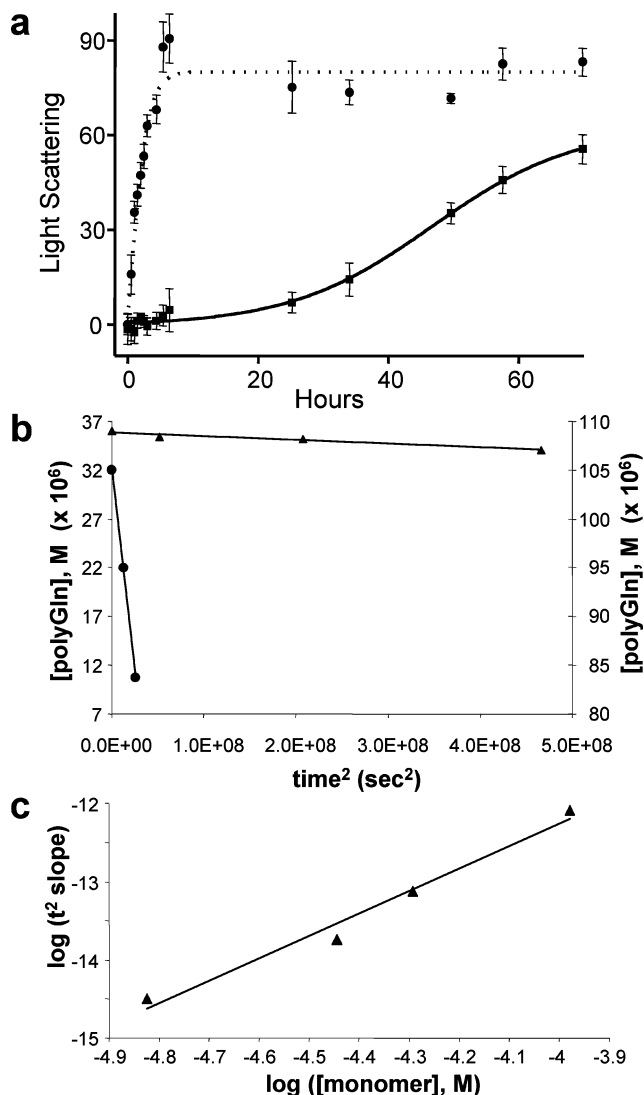 a
Light Scattering
90
60
30
0
0 20 40 60
Hours
b
[polyGln], M (x 10⁶)
37
32
27
22
17
12
7
110
105
100
95
90
85
80
[polyGln], M (x 10⁶)
0.0E+00 1.0E+08 2.0E+08 3.0E+08 4.0E+08 5.0E+08
time² (sec²)
c
log (t² slope)
-12
-13
-14
-15
-4.9 -4.8 -4.7 -4.6 -4.5 -4.4 -4.3 -4.2 -4.1 -4 -3.9
log ([monomer], M)